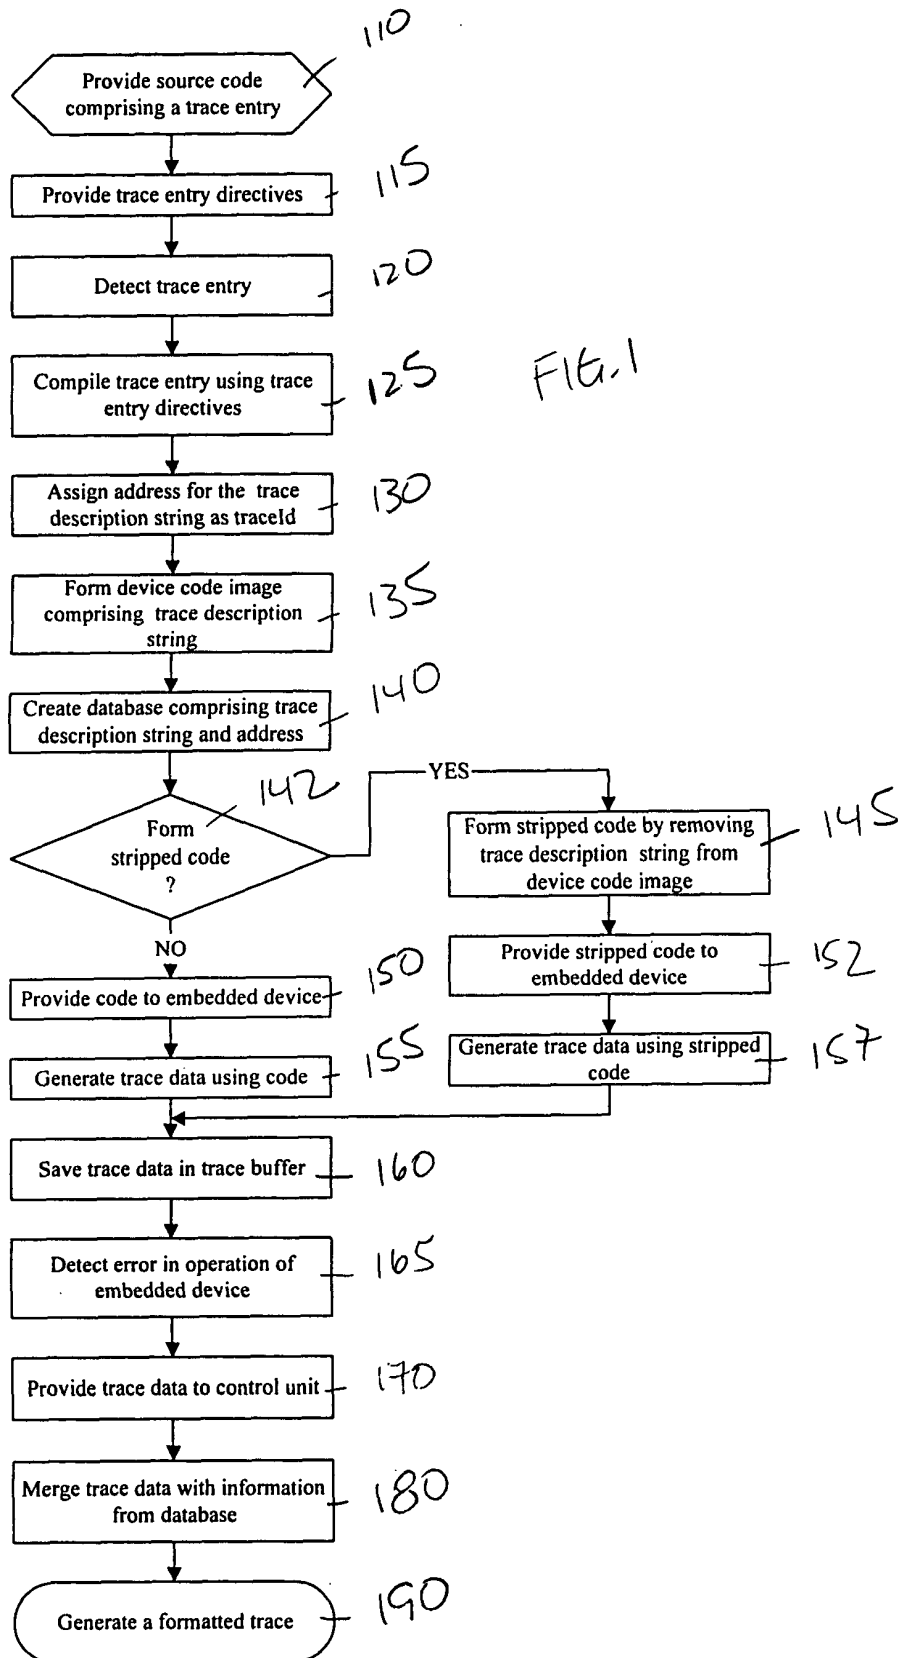 110
Provide source code
comprising a trace entry
Provide trace entry directives
115
Detect trace entry
120
Compile trace entry using trace
entry directives
125
FIG.1
Assign address for the trace
description string as traceId
130
Form device code image
comprising trace description
string
135
Create database comprising trace
description string and address
140
142
Form
stripped code
?
YES
Form stripped code by removing
trace description string from
device code image
145
NO
Provide stripped code to
embedded device
152
Provide code to embedded device
150
Generate trace data using stripped
code
157
Generate trace data using code
155
Save trace data in trace buffer
160
Detect error in operation of
embedded device
165
Provide trace data to control unit
170
Merge trace data with information
from database
180
Generate a formatted trace
190